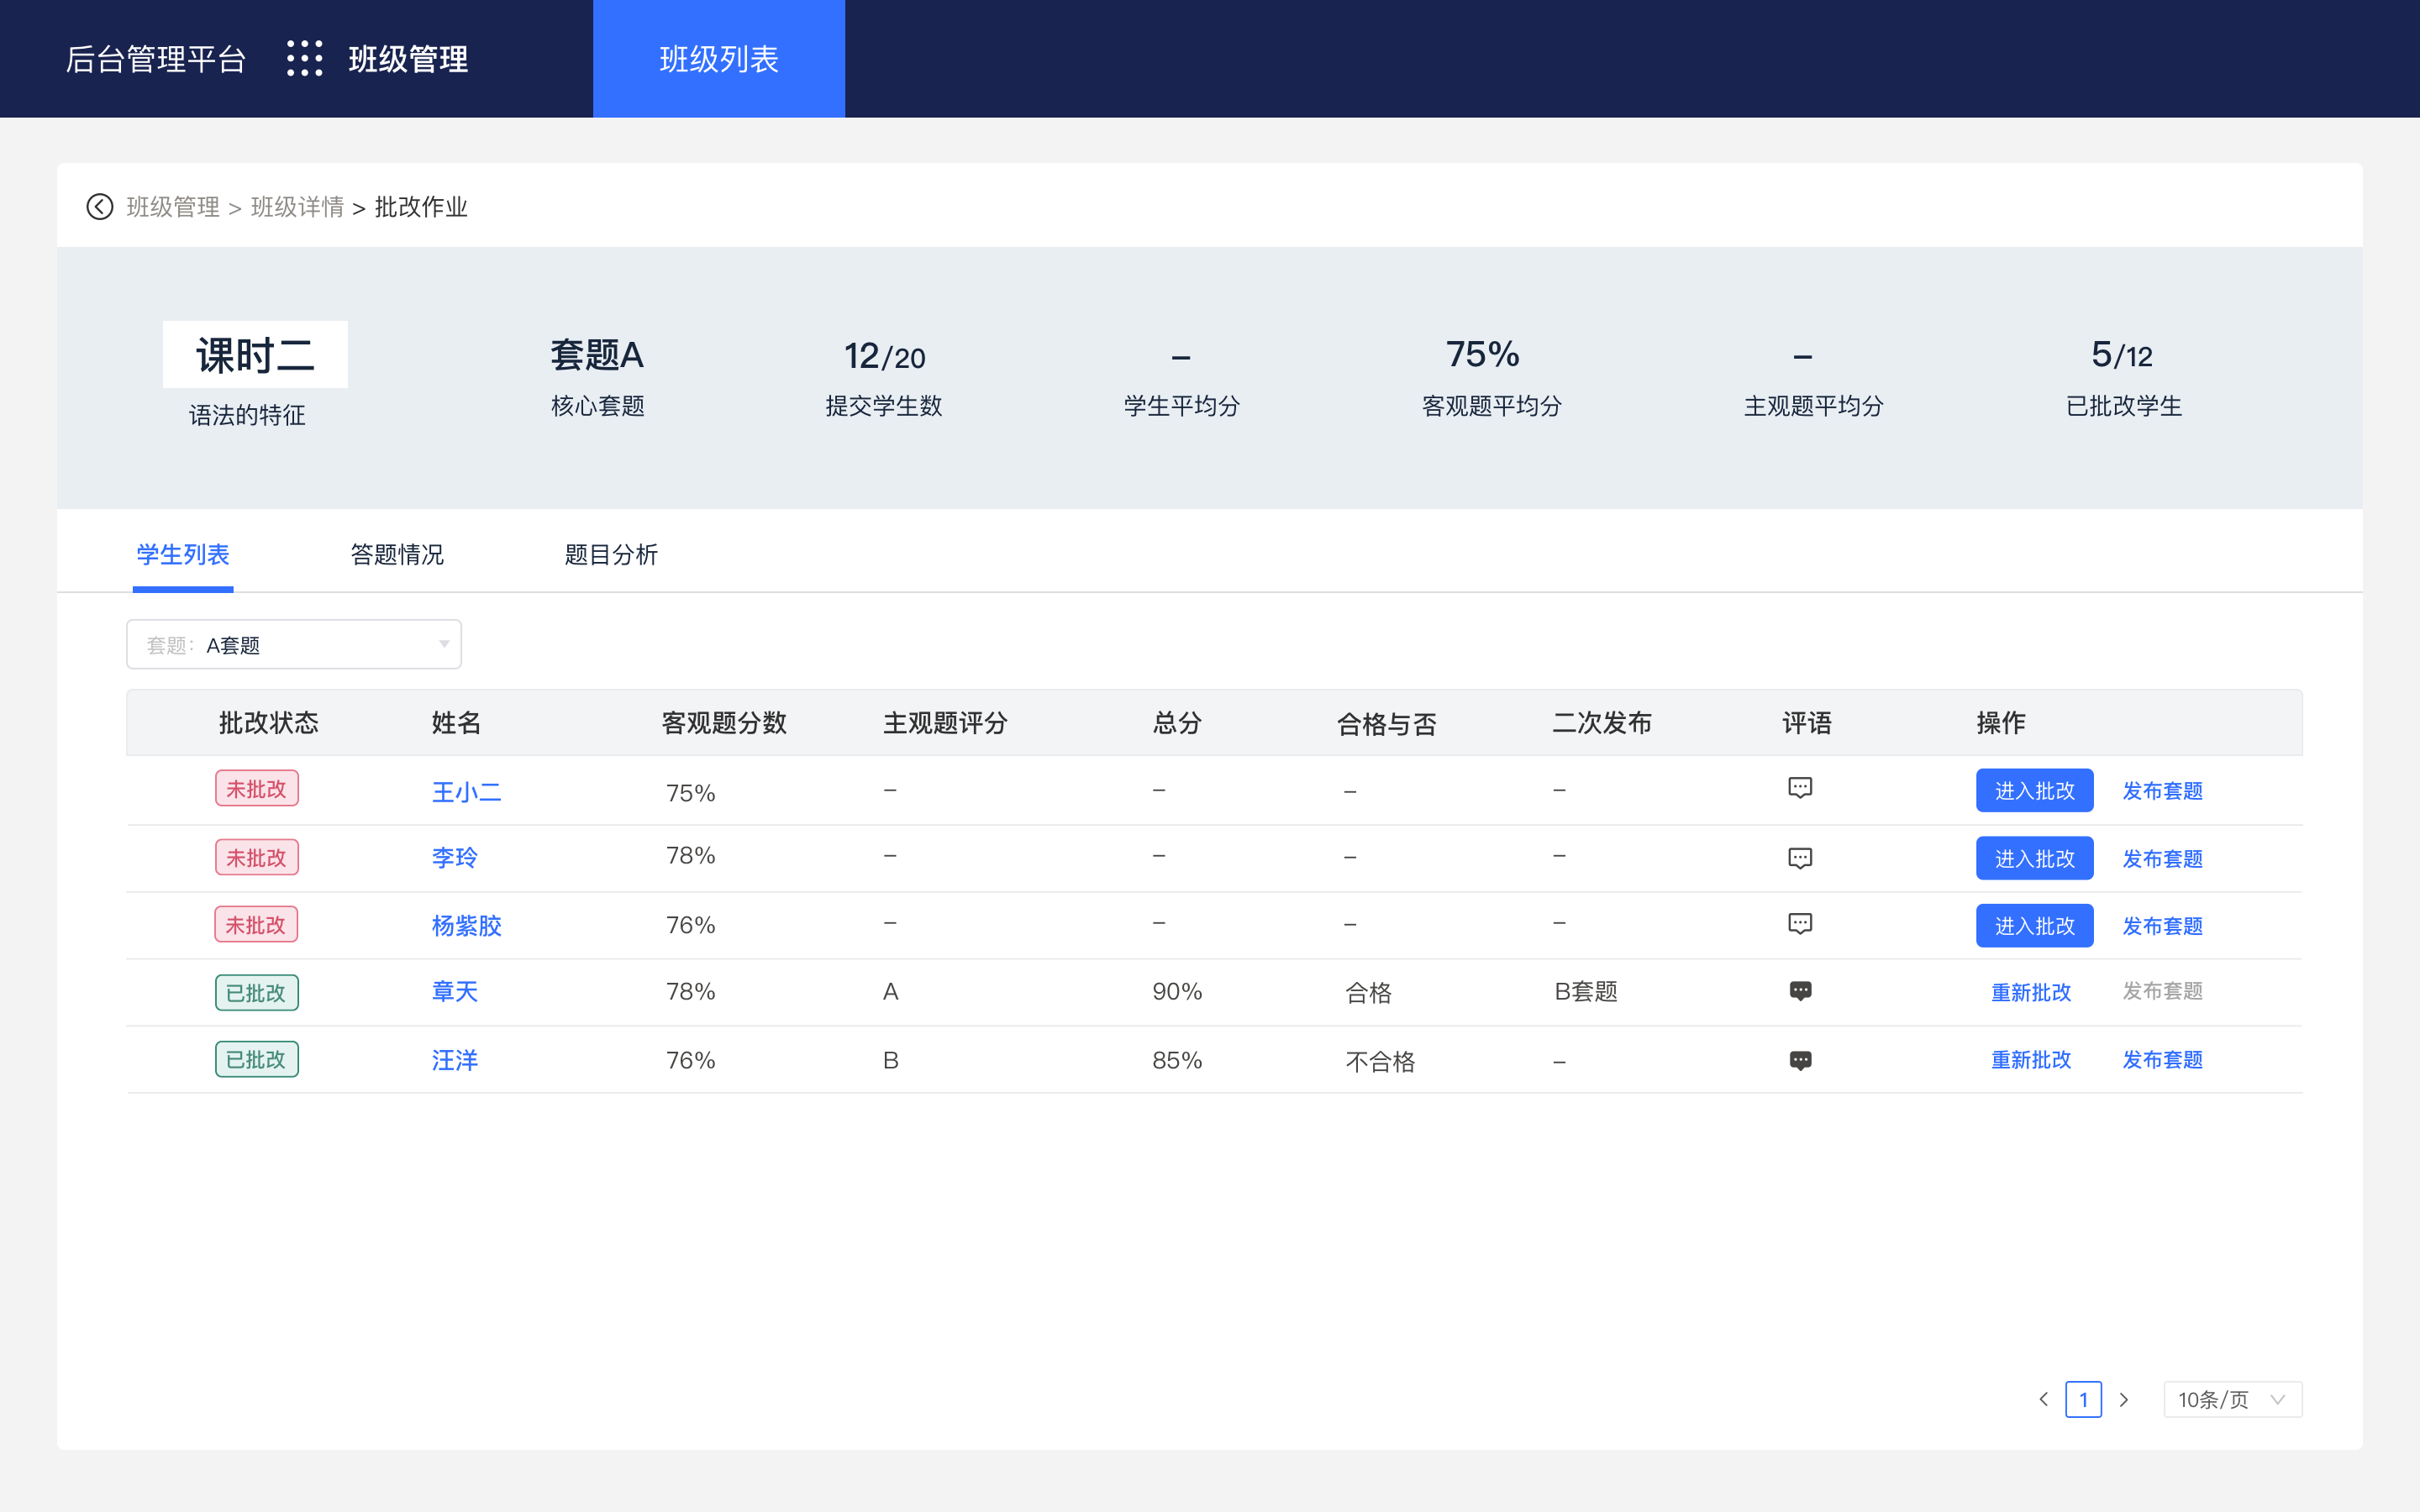 后台管理平台 班级管理 班级列表
班级管理 > 班级详情 > 批改作业
课时二 套题A 12/20 – 75% – 5/12
语法的特征 核心套题 提交学生数 学生平均分 客观题平均分 主观题平均分 已批改学生
学生列表 答题情况 题目分析
套题: A套题
批改状态 姓名 客观题分数 主观题评分 总分 合格与否 二次发布 评语 操作
未批改 王小二 75% – – – – 进入批改 发布套题
未批改 李玲 78% – – – – 进入批改 发布套题
未批改 杨紫胶 76% – – – – 进入批改 发布套题
已批改 章天 78% A 90% 合格 B套题 重新批改 发布套题
已批改 汪洋 76% B 85% 不合格 – 重新批改 发布套题
< 1 > 10条/页